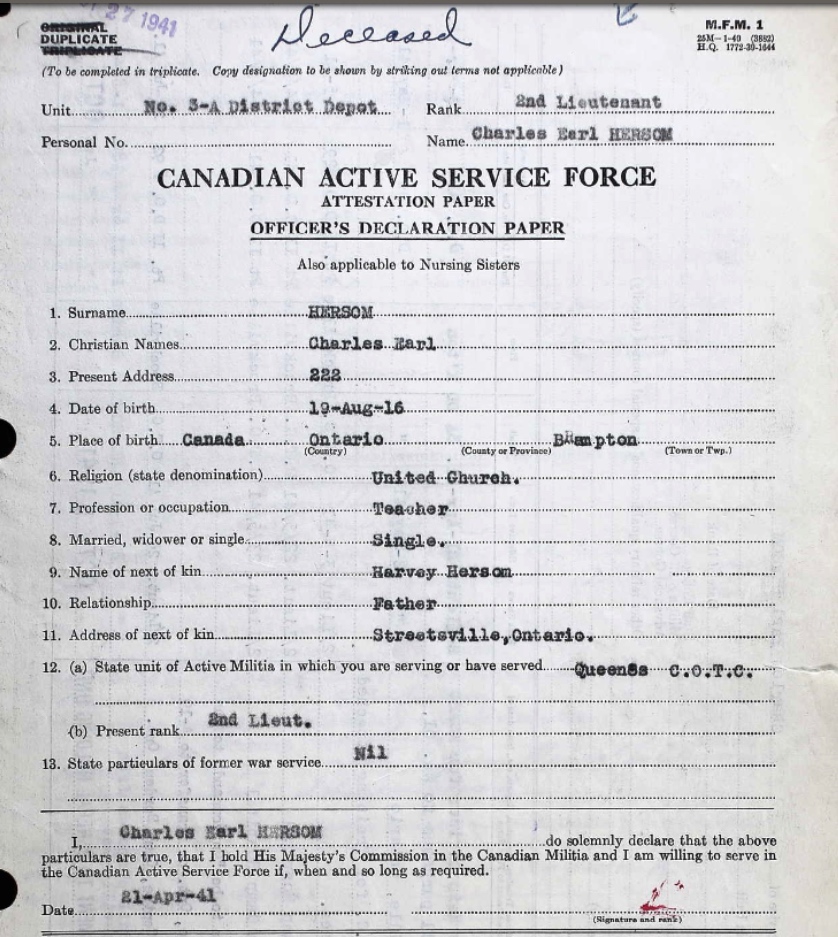 27 1941
Deceased
M.F.M. 1
ORIGINAL
DUPLICATE
TRIPLICATE
25M—1-40 (3882)
H.Q. 1772-39-1644
(To be completed in triplicate. Copy designation to be shown by striking out terms not applicable)
Unit No. 3-A District Depot Rank 2nd Lieutenant
Personal No. Name Charles Earl HERSOM
CANADIAN ACTIVE SERVICE FORCE
ATTESTATION PAPER
OFFICER'S DECLARATION PAPER
Also applicable to Nursing Sisters
1. Surname HERSOM
2. Christian Names Charles Earl
3. Present Address 222
4. Date of birth 19-Aug-16
5. Place of birth Canada Ontario Brampton
(Country) (County or Province) (Town or Twp.)
6. Religion (state denomination) United Church.
7. Profession or occupation Teacher
8. Married, widower or single Single.
9. Name of next of kin Harvey Hersom
10. Relationship Father
11. Address of next of kin Streetsville, Ontario.
12. (a) State unit of Active Militia in which you are serving or have served Queens C.O.T.C.
(b) Present rank 2nd Lieut.
13. State particulars of former war service Nil
I, Charles Earl HERSOM do solemnly declare that the above
particulars are true, that I hold His Majesty's Commission in the Canadian Militia and I am willing to serve in
the Canadian Active Service Force if, when and so long as required.
Date 21-Apr-41
(Signature and rank)